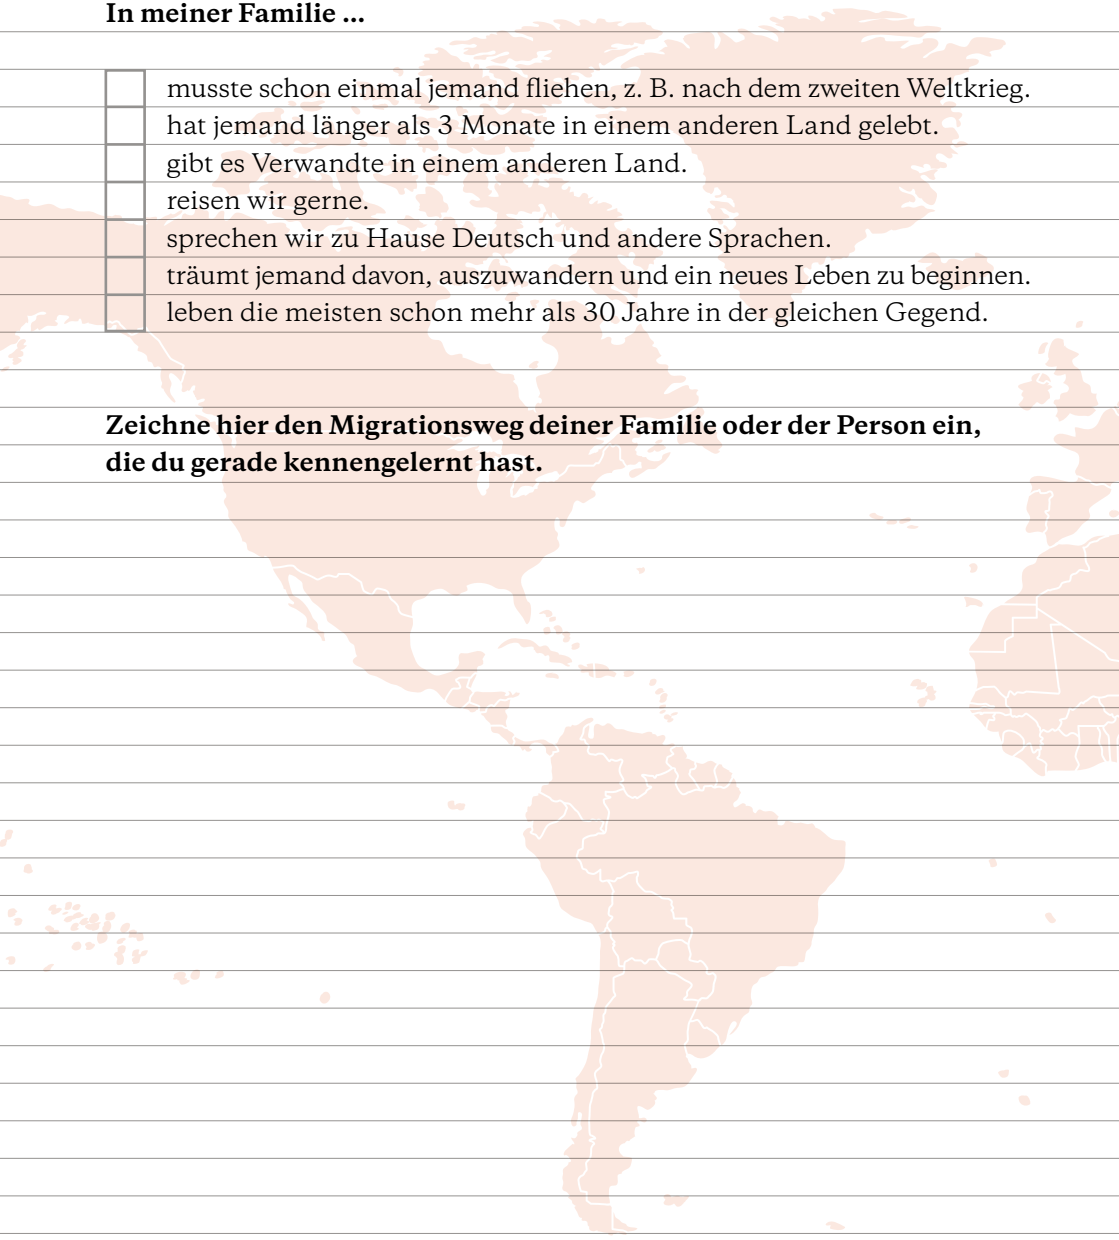 In meiner Familie ...
musste schon einmal jemand fliehen, z. B. nach dem zweiten Weltkrieg.
hat jemand länger als 3 Monate in einem anderen Land gelebt.
gibt es Verwandte in einem anderen Land.
reisen wir gerne.
sprechen wir zu Hause Deutsch und andere Sprachen.
träumt jemand davon, auszuwandern und ein neues Leben zu beginnen.
leben die meisten schon mehr als 30 Jahre in der gleichen Gegend.
Zeichne hier den Migrationsweg deiner Familie oder der Person ein,
die du gerade kennengelernt hast.